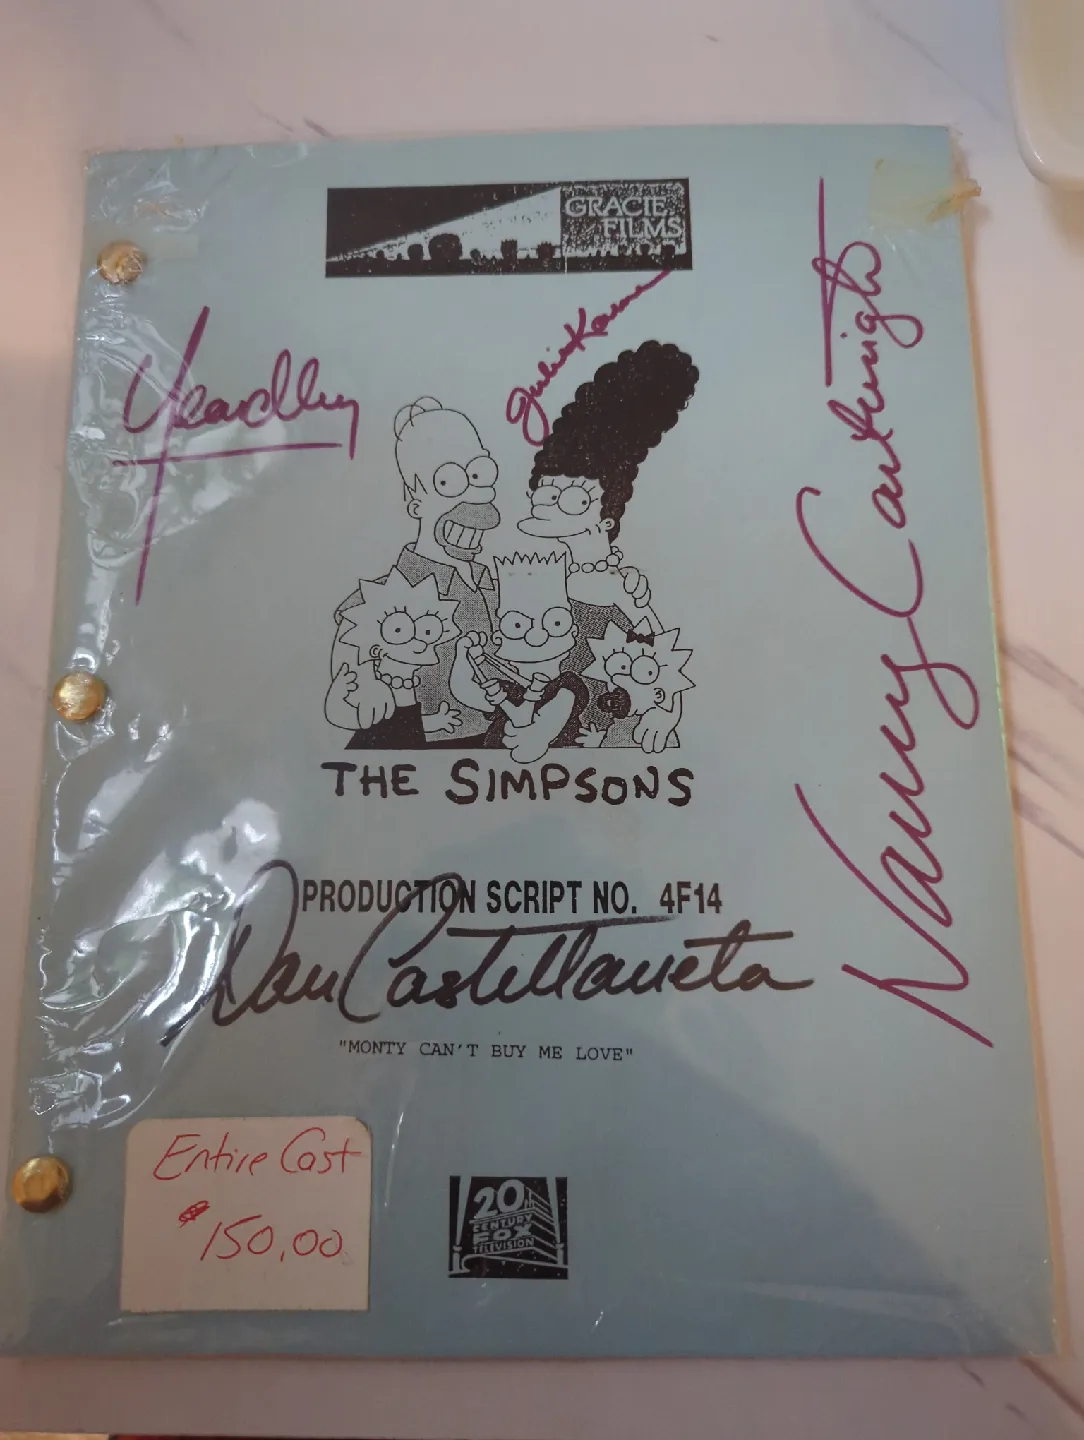 GRACIE
FILMS
Yeardley
Julie Kavner
Nancy Cartwright
THE SIMPSONS
PRODUCTION SCRIPT NO. 4F14
Dan Castellaneta
"MONTY CAN'T BUY ME LOVE"
Entire Cast
$150.00
20TH
CENTURY
FOX
TELEVISION